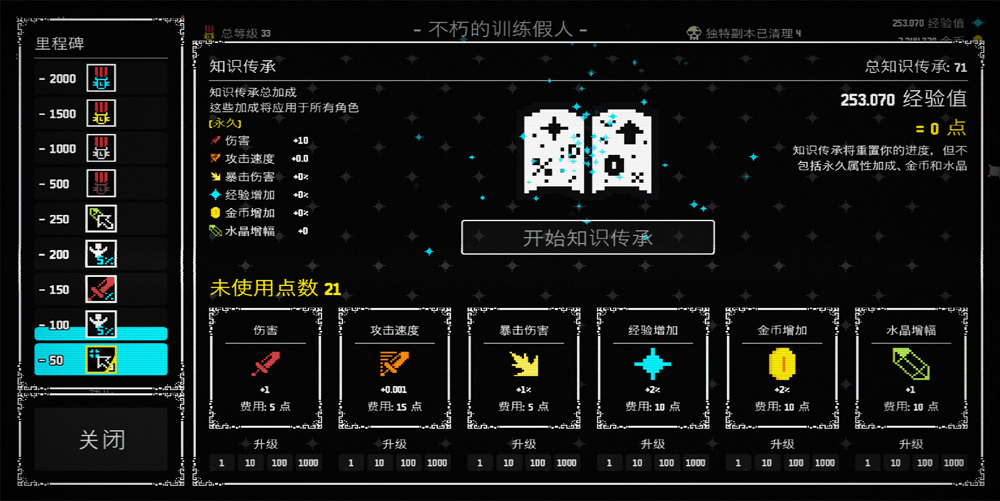 里程碑
- 2000
- 1500
- 1000
- 500
- 250
- 200
- 150
- 100
- 50
关闭
总等级 33
- 不朽的训练假人 -
独特副本已清理 4
253.070 经验值
知识传承
总知识传承: 71
知识传承总加成
这些加成将应用于所有角色
[永久]
伤害 +10
攻击速度 +0.0
暴击伤害 +0%
经验增加 +0%
金币增加 +0%
水晶增幅 +0
253.070 经验值
= 0 点
知识传承将重置你的进度，但不
包括永久属性加成、金币和水晶
开始知识传承
未使用点数 21
伤害
+1
费用: 5 点
升级
1 10 100 1000
攻击速度
+0.001
费用: 15 点
升级
1 10 100 1000
暴击伤害
+1%
费用: 5 点
升级
1 10 100 1000
经验增加
+2%
费用: 10 点
升级
1 10 100 1000
金币增加
+2%
费用: 10 点
升级
1 10 100 1000
水晶增幅
+1
费用: 10 点
升级
1 10 100 1000